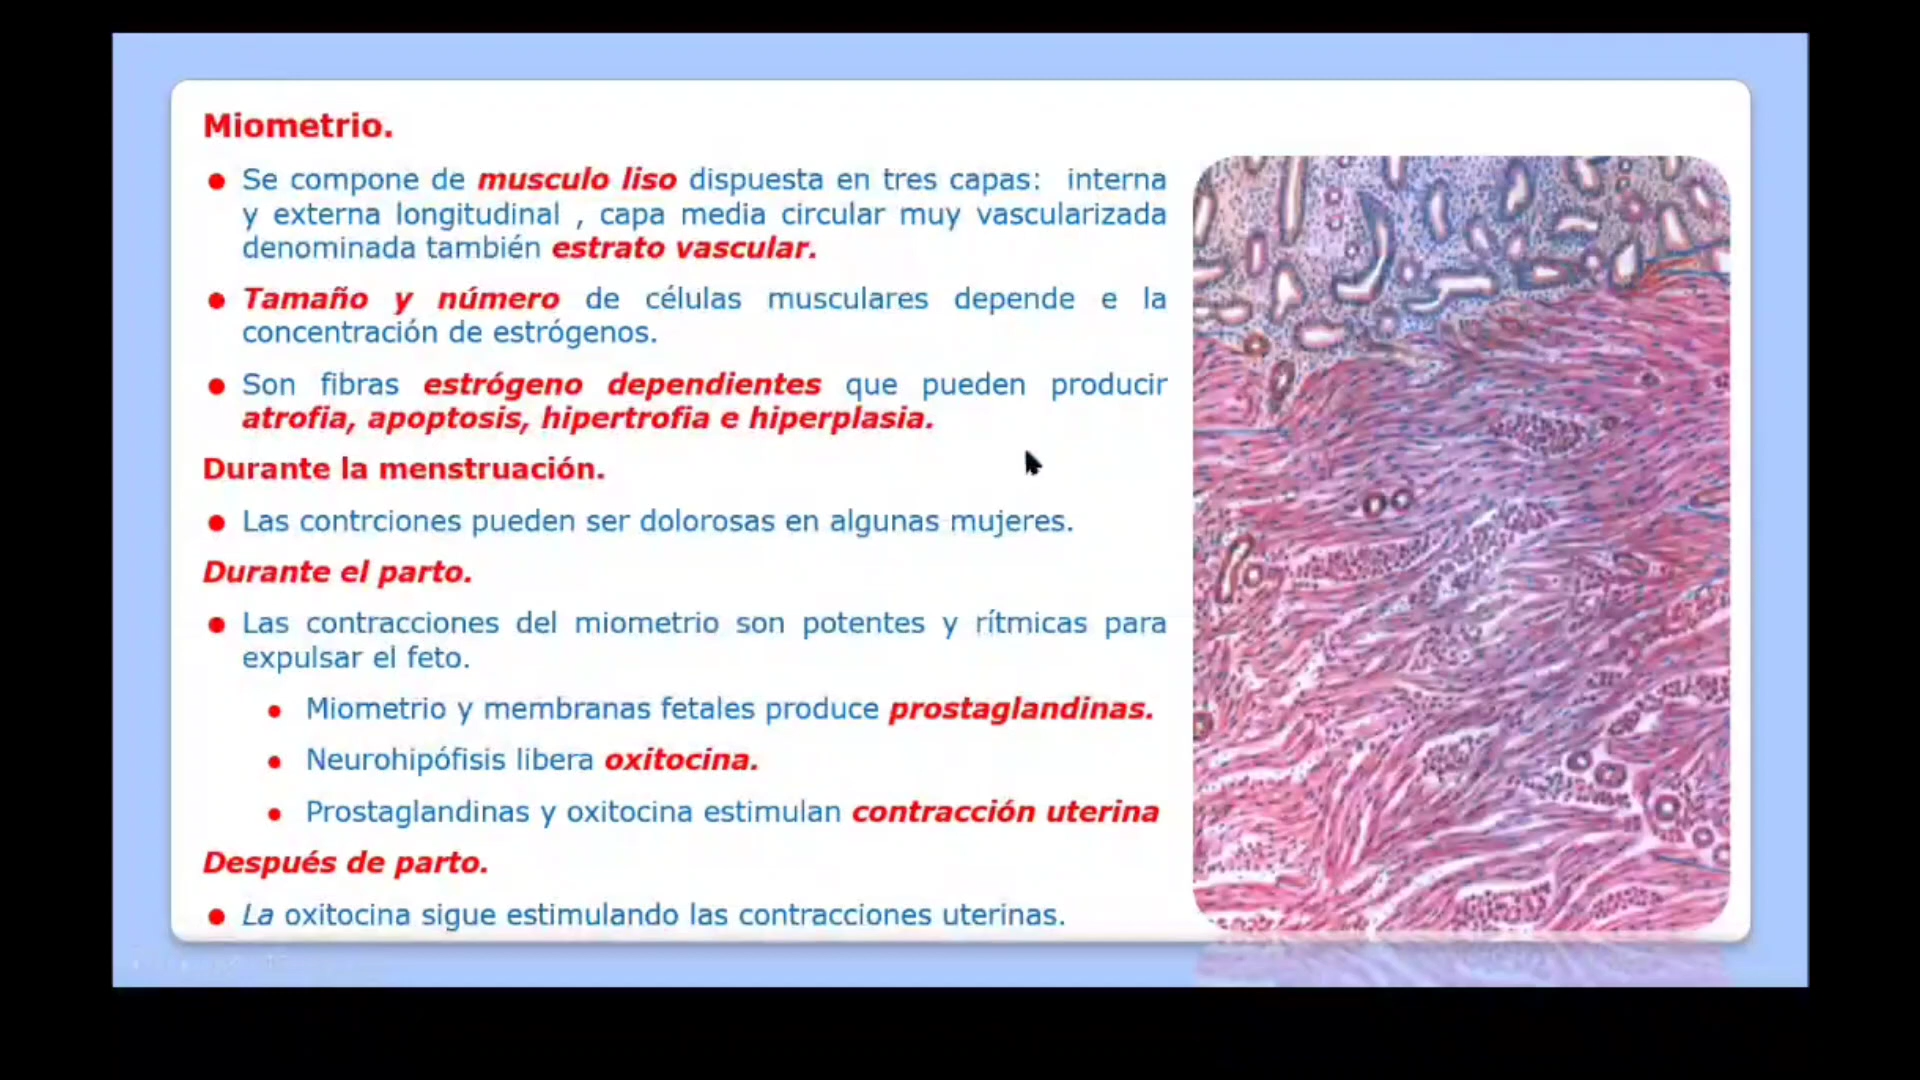 Miometrio.
Se compone de musculo liso dispuesta en tres capas: interna
y externa longitudinal , capa media circular muy vascularizada
denominada también estrato vascular.
Tamaño y número de células musculares depende e la
concentración de estrógenos.
Son fibras estrógeno dependientes que pueden producir
atrofia, apoptosis, hipertrofia e hiperplasia.
Durante la menstruación.
Las contrciones pueden ser dolorosas en algunas mujeres.
Durante el parto.
Las contracciones del miometrio son potentes y rítmicas para
expulsar el feto.
Miometrio y membranas fetales produce prostaglandinas.
Neurohipófisis libera oxitocina.
Prostaglandinas y oxitocina estimulan contracción uterina
Después de parto.
La oxitocina sigue estimulando las contracciones uterinas.